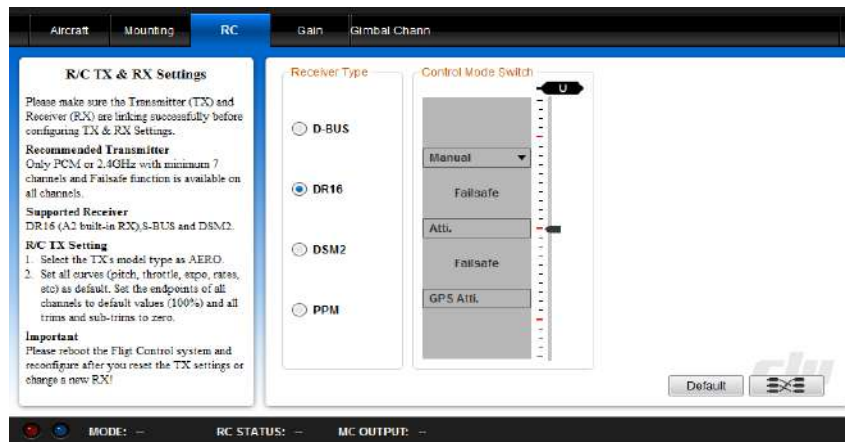 Aircraft Mounting RC Gain Gimbal Chann
R/C TX & RX Settings
Please make sure the Transmitter (TX) and
Receiver (RX) are linking successfully before
configuring TX & RX Settings.
Recommended Transmitter
Only PCM or 2.4GHz with minimum 7
channels and Failsafe function is available on
all channels.
Supported Receiver
DR16 (A2 built-in RX),S-BUS and DSM2.
R/C TX Setting
1. Select the TX's model type as AERO.
2. Set all curves (pitch, throttle, expo, rates,
etc) as default. Set the endpoints of all
channels to default values (100%) and all
trims and sub-trims to zero.
Important
Please reboot the Fligt Control system and
reconfigure after you reset the TX settings or
change a new RX!
Receiver Type
D-BUS
DR16
DSM2
PPM
Control Mode Switch
U
Manual
Failsafe
Atti.
Failsafe
GPS Atti.
Default
MODE: -- RC STATUS: -- MC OUTPUT: --